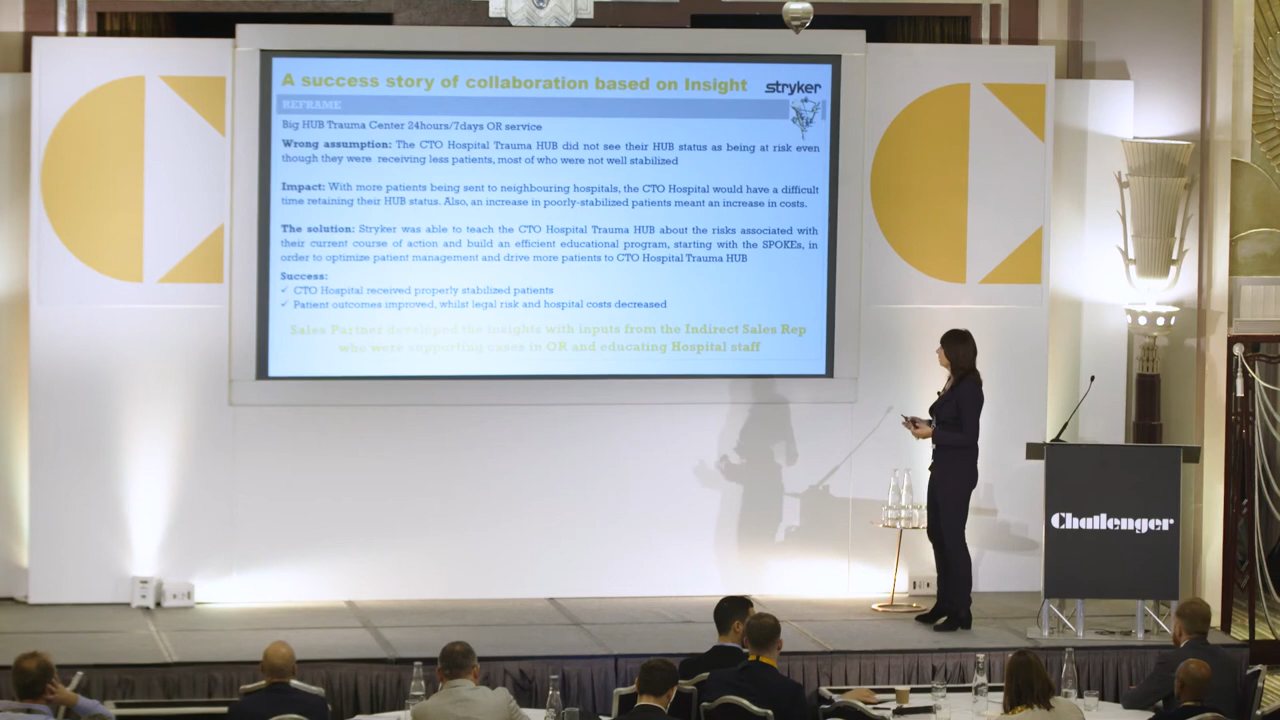 A success story of collaboration based on Insight
stryker
REFRAME
Big HUB Trauma Center 24hours/7days OR service
Wrong assumption: The CTO Hospital Trauma HUB did not see their HUB status as being at risk even
though they were receiving less patients, most of who were not well stabilized
Impact: With more patients being sent to neighbouring hospitals, the CTO Hospital would have a difficult
time retaining their HUB status. Also, an increase in poorly-stabilized patients meant an increase in costs.
The solution: Stryker was able to teach the CTO Hospital Trauma HUB about the risks associated with
their current course of action and build an efficient educational program, starting with the SPOKEs, in
order to optimize patient management and drive more patients to CTO Hospital Trauma HUB
Success:
✓ CTO Hospital received properly stabilized patients
✓ Patient outcomes improved, whilst legal risk and hospital costs decreased
Sales Partner developed the insights with inputs from the Indirect Sales Rep
who were supporting cases in OR and educating Hospital staff
Challenger